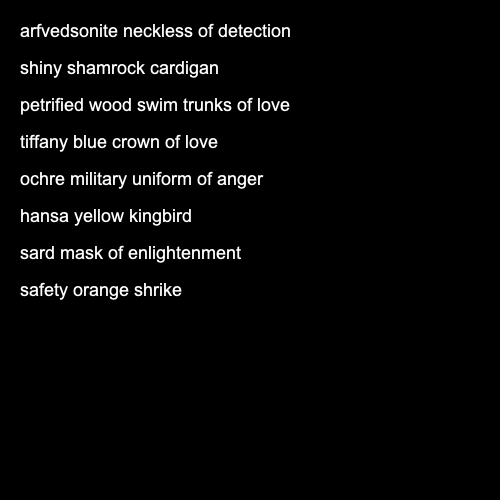 arfvedsonite neckless of detection
shiny shamrock cardigan
petrified wood swim trunks of love
tiffany blue crown of love
ochre military uniform of anger
hansa yellow kingbird
sard mask of enlightenment
safety orange shrike